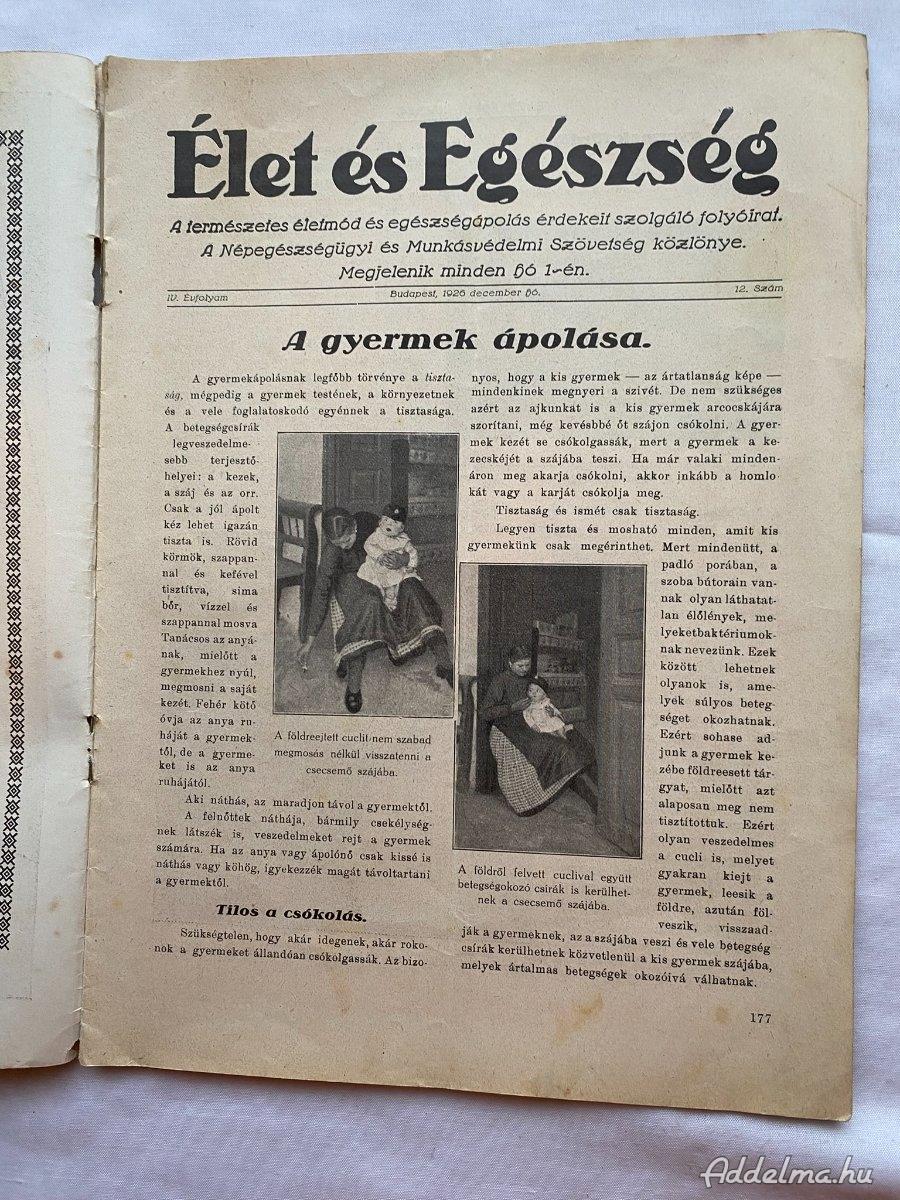 Élet és Egészség
A természetes életmód és egészségápolás érdekeit szolgáló folyóirat.
A Népegészségügyi és Munkásvédelmi Szövetség közlönye.
Megjelenik minden hó 1-én.
IV. Évfolyam
Budapest, 1926 december hó.
12. Szám
A gyermek ápolása.
A gyermekápolásnak legfőbb törvénye a tiszta-
ság, mégpedig a gyermek testének, a környezetnek
és a vele foglalatoskodó egyénnek a tisztasága.
A betegségcsírák
legveszedelme-
sebb terjesztő-
helyei: a kezek,
a száj és az orr.
Csak a jól ápolt
kéz lehet igazán
tiszta is. Rövid
körmök, szappan-
nal és kefével
tisztítva, sima
bőr, vízzel és
szappannal mosva
Tanácsos az anyá-
nak, mielőtt a
gyermekhez nyúl,
megmosni a saját
kezét. Fehér kötő
óvja az anya ru-
háját a gyermek-
től, de a gyerme-
ket is az anya
ruhájától.
A földreejtett cuclit nem szabad
megmosás nélkül visszatenni a
csecsemő szájába.
Aki náthás, az maradjon távol a gyermektől.
A felnőttek náthája, bármily csekélység-
nek látszék is, veszedelmeket rejt a gyermek
számára. Ha az anya vagy ápolónő csak kissé is
náthás vagy köhög, igyekezzék magát távoltartani
a gyermektől.
Tilos a csókolás.
Szükségtelen, hogy akár idegenek, akár roko-
nok a gyermeket állandóan csókolgassák. Az bizo-
nyos, hogy a kis gyermek — az ártatlanság képe —
mindenkinek megnyeri a szivét. De nem szükséges
azért az ajkunkat is a kis gyermek arcocskájára
szorítani, még kevésbbé őt szájon csókolni. A gyer-
mek kezét se csókolgassák, mert a gyermek a ke-
zecskéjét a szájába teszi. Ha már valaki minden-
áron meg akarja csókolni, akkor inkább a homlo-
kát vagy a karját csókolja meg.
Tisztaság és ismét csak tisztaság.
Legyen tiszta és mosható minden, amit kis
gyermekünk csak megérinthet. Mert mindenütt, a
padló porában, a
szoba bútorain van-
nak olyan láthatat-
lan élőlények, me-
lyeketbaktériumok-
nak nevezünk. Ezek
között lehetnek
olyanok is, ame-
lyek súlyos beteg-
séget okozhatnak.
Ezért sohase ad-
junk a gyermek ke-
zébe földreesett tár-
gyat, mielőtt azt
alaposan meg nem
tisztítottuk. Ezért
olyan veszedelmes
a cucli is, melyet
gyakran kiejt a
gyermek, leesik a
földre, azután föl-
veszik, visszaad-
A földről felvett cuclival együtt
betegségokozó csírák is kerülhet-
nek a csecsemő szájába.
ják a gyermeknek, az a szájába veszi és vele betegség
csírák kerülhetnek közvetlenül a kis gyermek szájába,
melyek ártalmas betegségek okozóivá válhatnak.
177
Addelma.hu